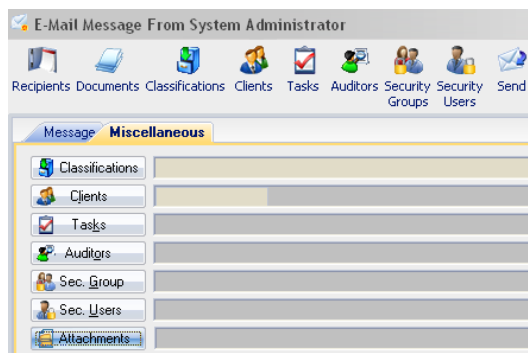 E-Mail Message From System Administrator
Recipients Documents Classifications Clients Tasks Auditors Security Groups Security Users Send
Message Miscellaneous
Classifications
Clients
Tasks
Auditors
Sec. Group
Sec. Users
Attachments